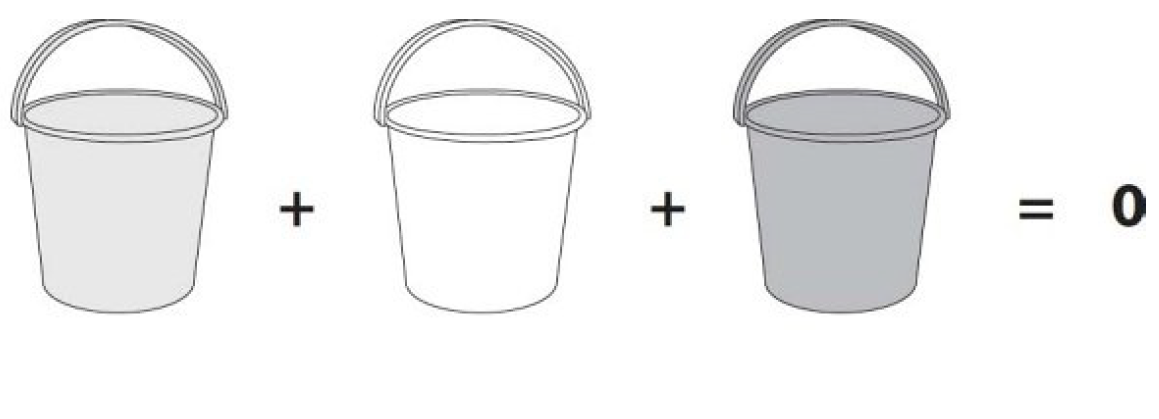 + + = 0